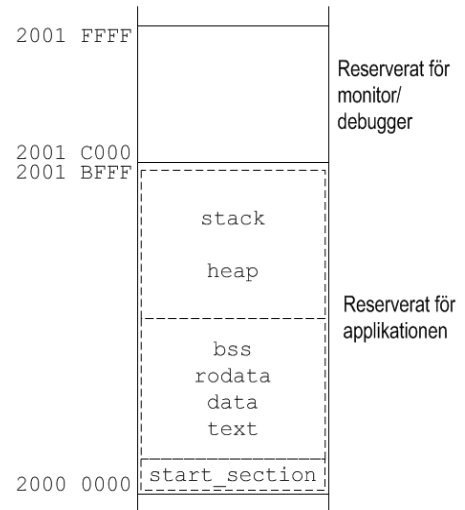 2001 FFFF
Reserverat för
monitor/
debugger
2001 C000
2001 BFFF
stack
heap
Reserverat för
applikationen
bss
rodata
data
text
start_section
2000 0000